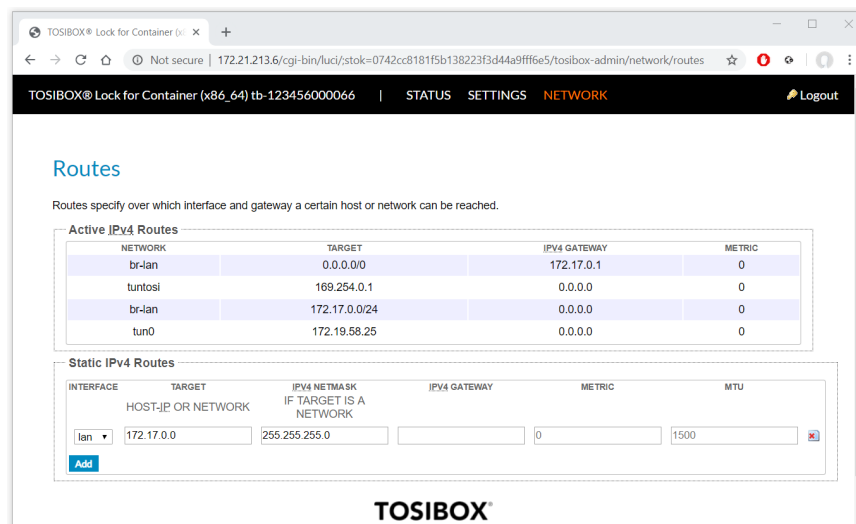 TOSIBOX® Lock for Container (x8
Not secure | 172.21.213.6/cgi-bin/luci/;stok=0742cc8181f5b138223f3d44a9fff6e5/tosibox-admin/network/routes
TOSIBOX® Lock for Container (x86_64) tb-123456000066 | STATUS SETTINGS NETWORK Logout
Routes
Routes specify over which interface and gateway a certain host or network can be reached.
Active IPv4 Routes
NETWORK TARGET IPV4 GATEWAY METRIC
br-lan 0.0.0.0/0 172.17.0.1 0
tuntosi 169.254.0.1 0.0.0.0 0
br-lan 172.17.0.0/24 0.0.0.0 0
tun0 172.19.58.25 0.0.0.0 0
Static IPv4 Routes
INTERFACE TARGET IPV4 NETMASK IPV4 GATEWAY METRIC MTU
HOST-IP OR NETWORK IF TARGET IS A
NETWORK
lan 172.17.0.0 255.255.255.0 0 1500
Add
TOSIBOX®